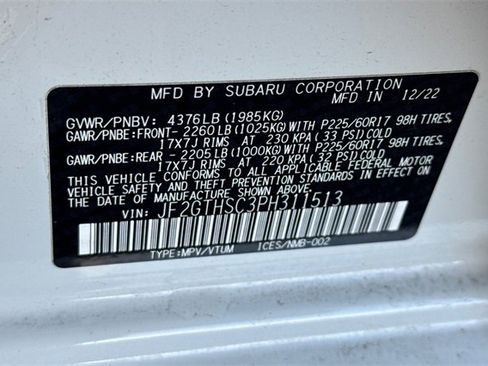 MFD BY SUBARU CORPORATION
MFD IN 12/22
GVWR/PNBV: 4376LB(1985KG)
GAWR/PNBE:FRONT- 2260LB(1025KG)WITH P225/60R17 98H TIRES,
17X7J RIMS AT 230 KPA(33 PSI)COLD
GAWR/PNBE:REAR - 2205LB(1000KG)WITH P225/60R17 98H TIRES,
17X7J RIMS AT 220 KPA(32 PSI)COLD
THIS VEHICLE CONFORMS TO ALL APPLICABLE FEDERAL MOTOR
VEHICLE SAFETY AND THEFT PREVENTION STANDARDS IN EFFECT ON
THE DATE OF MANUFACTURE SHOWN ABOVE.
VIN: JF2GTHSC3PH311513
TYPE:MPV/VTUM ICES/NMB-002